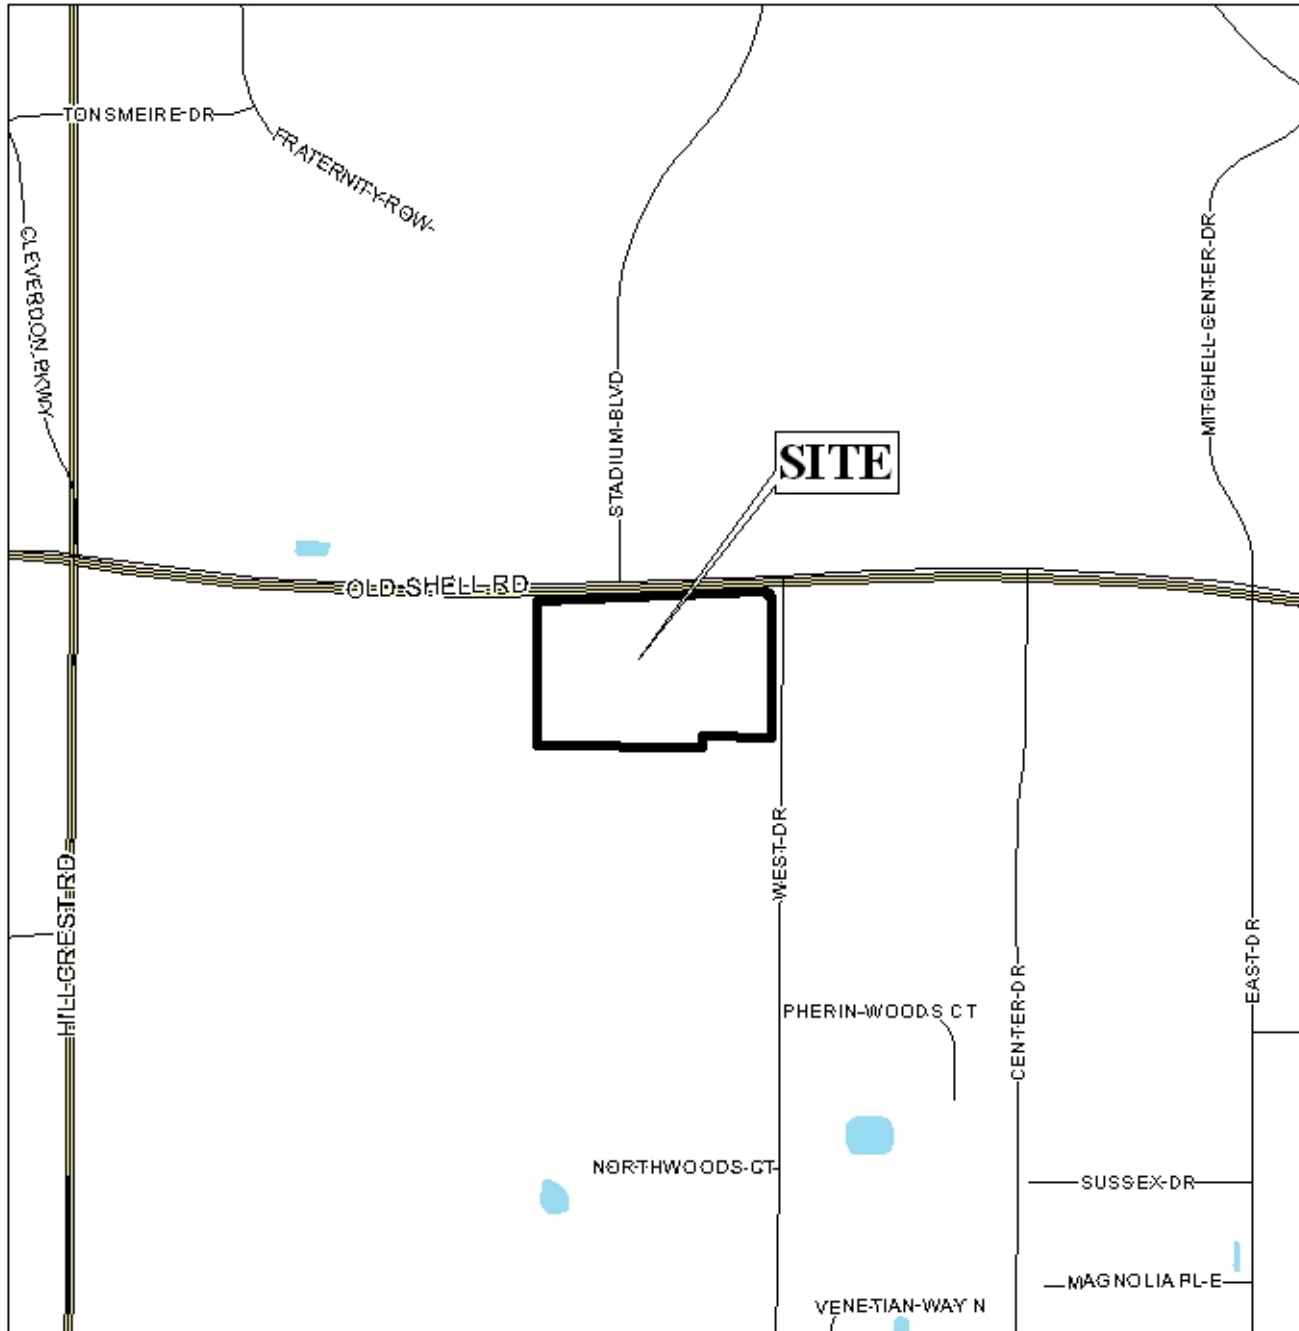 TONSMEIRE DR
FRATERNITY ROW
CLEVERDON PKWY
MITCHELL CENTER DR
STADIUM BLVD
SITE
OLD SHELL RD
WEST DR
HILLCREST RD
EAST DR
CENTER DR
PHERIN WOODS CT
NORTHWOODS CT
SUSSEX DR
MAGNOLIA PL E
VENETIAN WAY N